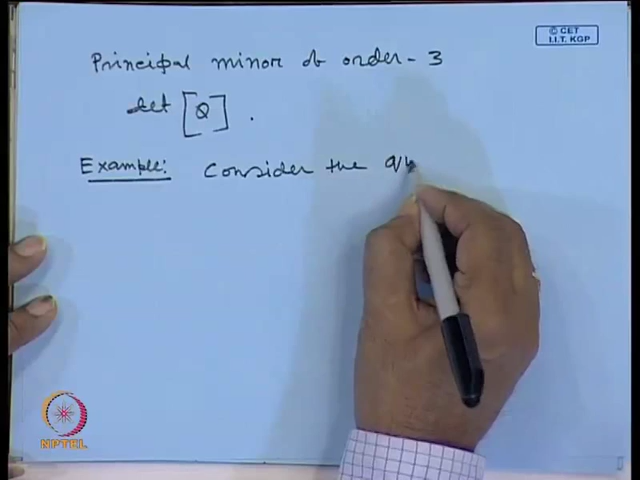 © CET
I.I.T. KGP
Principal minor of order - 3
det [Q].
Example: Consider the
NPTEL